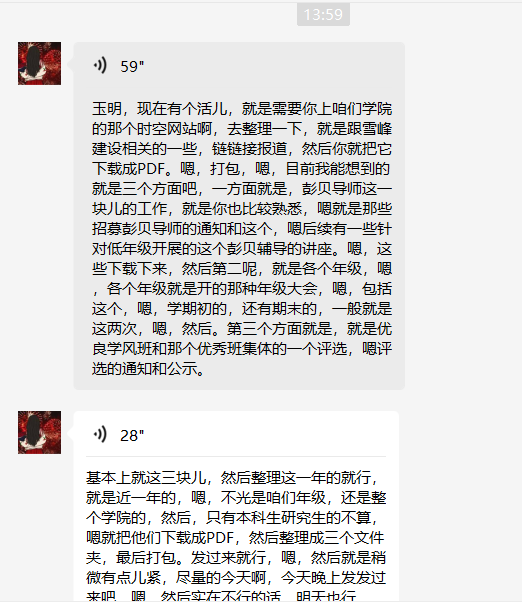 13:59
59"
玉明，现在有个活儿，就是需要你上咱们学院
的那个时空网站啊，去整理一下，就是跟雪峰
建设相关的一些，链链接报道，然后你就把它
下载成PDF。嗯，打包，嗯，目前我能想到的
就是三个方面吧，一方面就是，彭贝导师这一
块儿的工作，就是你也比较熟悉，嗯就是那些
招募彭贝导师的通知和这个，嗯后续有一些针
对低年级开展的这个彭贝辅导的讲座。嗯，这
些下载下来，然后第二呢，就是各个年级，嗯
，各个年级就是开的那种年级大会，嗯，包括
这个，嗯，学期初的，还有期末的，一般就是
这两次，嗯，然后。第三个方面就是，就是优
良学风班和那个优秀班集体的一个评选，嗯评
选的通知和公示。
28"
基本上就这三块儿，然后整理这一年的就行，
就是近一年的，嗯，不光是咱们年级，还是整
个学院的，然后，只有本科生研究生的不算，
嗯就把他们下载成PDF，然后整理成三个文件
夹，最后打包。发过来就行，嗯，然后就是稍
微有点儿紧，尽量的今天啊，今天晚上发发过
来吧，嗯，然后实在不行的话，明天也行